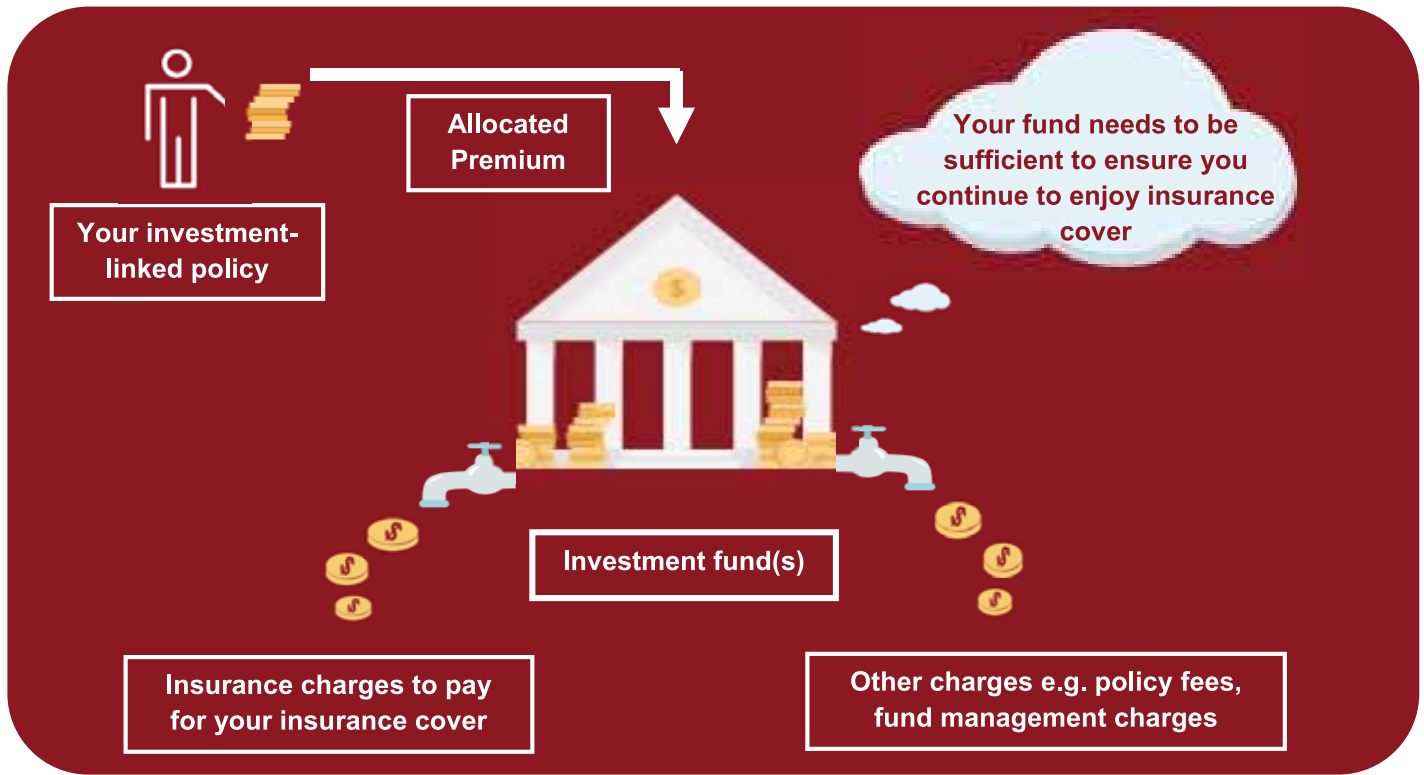 Allocated
Premium
Your fund needs to be
sufficient to ensure you
continue to enjoy insurance
cover
Your investment-
linked policy
$
Investment fund(s)
$
$
$
$
$
$
Insurance charges to pay
for your insurance cover
Other charges e.g. policy fees,
fund management charges